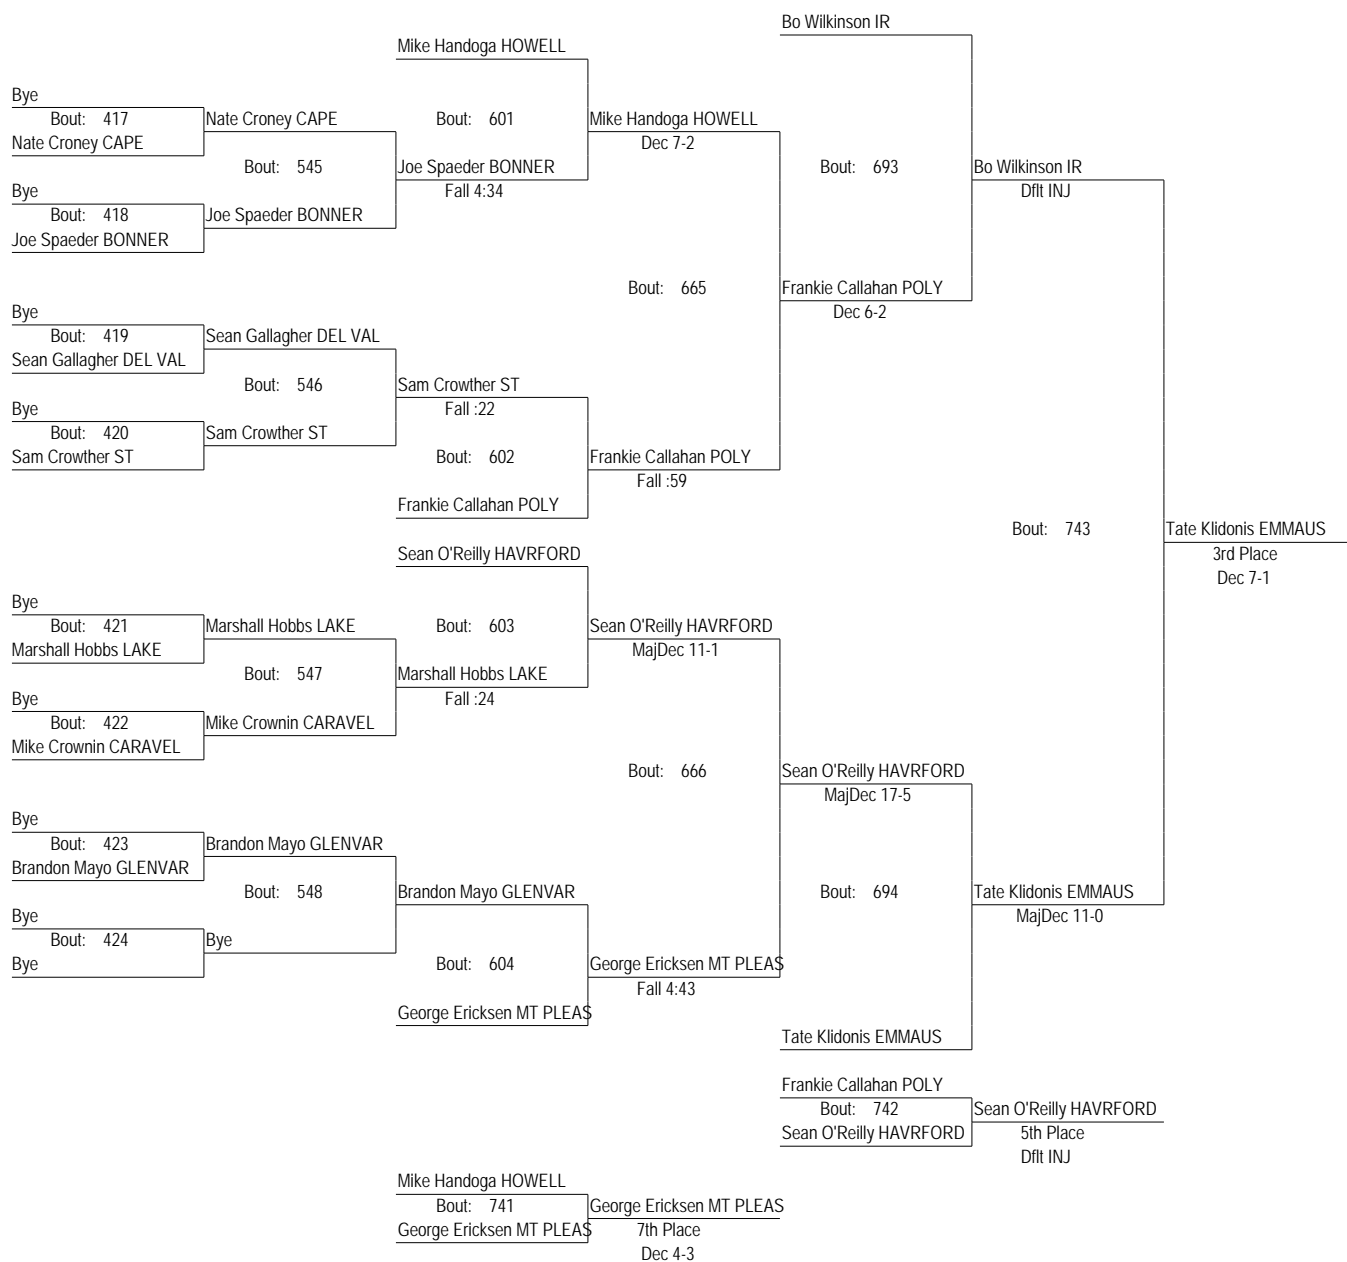 Bo Wilkinson IR
Mike Handoga HOWELL
Bye
Bout: 417
Nate Croney CAPE
Bout: 601
Mike Handoga HOWELL
Nate Croney CAPE
Dec 7-2
Bout: 545
Joe Spaeder BONNER
Bout: 693
Bo Wilkinson IR
Bye
Fall 4:34
Dflt INJ
Bout: 418
Joe Spaeder BONNER
Joe Spaeder BONNER
Bout: 665
Frankie Callahan POLY
Bye
Dec 6-2
Bout: 419
Sean Gallagher DEL VAL
Sean Gallagher DEL VAL
Bout: 546
Sam Crowther ST
Bye
Fall :22
Bout: 420
Sam Crowther ST
Sam Crowther ST
Bout: 602
Frankie Callahan POLY
Fall :59
Frankie Callahan POLY
Bout: 743
Tate Klidonis EMMAUS
Sean O'Reilly HAVRFORD
3rd Place
Dec 7-1
Bye
Bout: 421
Marshall Hobbs LAKE
Bout: 603
Sean O'Reilly HAVRFORD
Marshall Hobbs LAKE
MajDec 11-1
Bout: 547
Marshall Hobbs LAKE
Bye
Fall :24
Bout: 422
Mike Crownin CARAVEL
Mike Crownin CARAVEL
Bout: 666
Sean O'Reilly HAVRFORD
MajDec 17-5
Bye
Bout: 423
Brandon Mayo GLENVAR
Brandon Mayo GLENVAR
Bout: 548
Brandon Mayo GLENVAR
Bout: 694
Tate Klidonis EMMAUS
Bye
MajDec 11-0
Bout: 424
Bye
Bye
Bout: 604
George Ericksen MT PLEAS
Fall 4:43
George Ericksen MT PLEAS
Tate Klidonis EMMAUS
Frankie Callahan POLY
Bout: 742
Sean O'Reilly HAVRFORD
Sean O'Reilly HAVRFORD
5th Place
Dflt INJ
Mike Handoga HOWELL
Bout: 741
George Ericksen MT PLEAS
George Ericksen MT PLEAS
7th Place
Dec 4-3